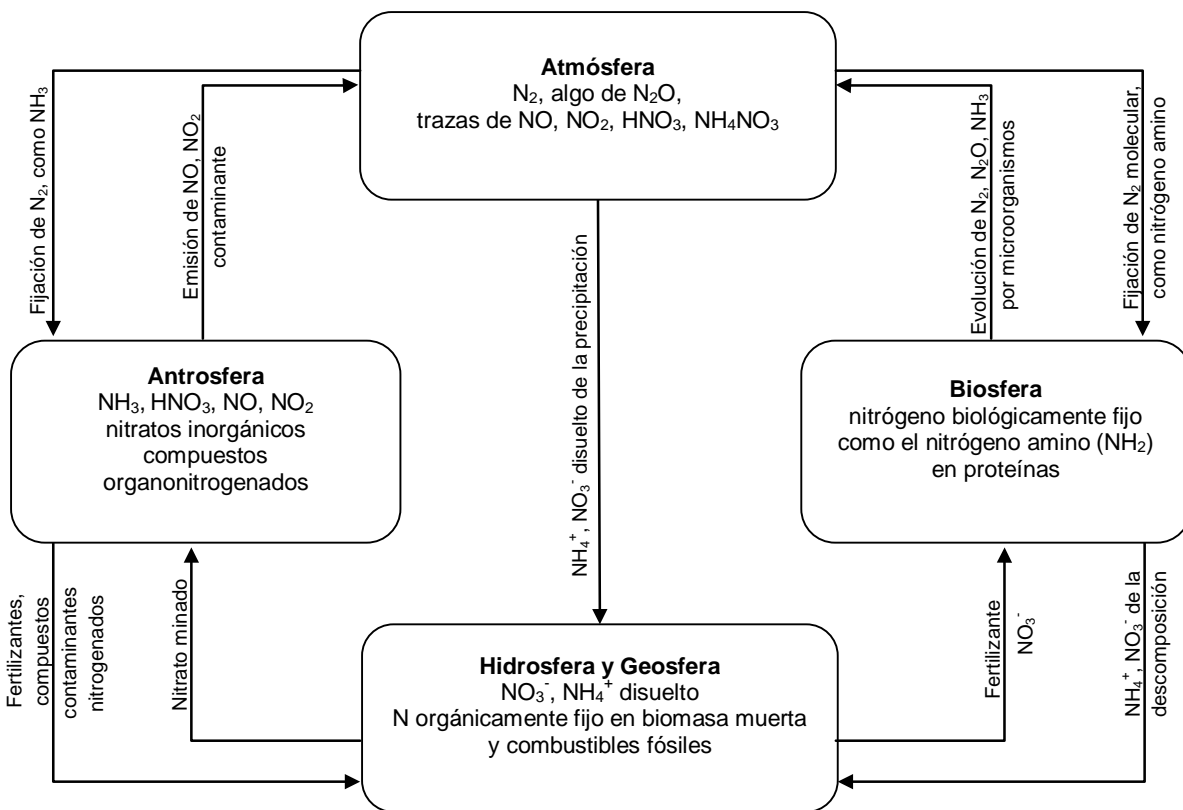 Atmósfera
N₂, algo de N₂O,
trazas de NO, NO₂, HNO₃, NH₄NO₃
Fijación de N₂, como NH₃
Emisión de NO, NO₂
contaminante
NH₄⁺, NO₃⁻ disuelto de la precipitación
Evolución de N₂, N₂O, NH₃
por microorganismos
Fijación de N₂ molecular,
como nitrógeno amino
Antrosfera
NH₃, HNO₃, NO, NO₂
nitratos inorgánicos
compuestos
organonitrogenados
Biosfera
nitrógeno biológicamente fijo
como el nitrógeno amino (NH₂)
en proteínas
Fertilizantes,
compuestos
contaminantes
nitrogenados
Nitrato minado
Fertilizante
NO₃⁻
NH₄⁺, NO₃⁻ de la
descomposición
Hidrosfera y Geosfera
NO₃⁻, NH₄⁺ disuelto
N orgánicamente fijo en biomasa muerta
y combustibles fósiles